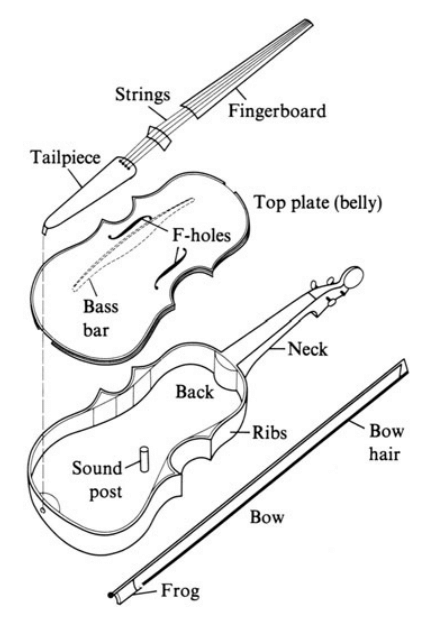 Strings
Fingerboard
Tailpiece
Top plate (belly)
F-holes
Bass
bar
Neck
Back
Ribs
Bow
hair
Sound
post
Bow
Frog